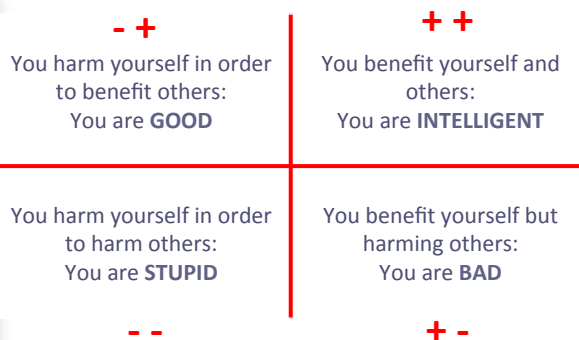 - +
You harm yourself in order
to benefit others:
You are GOOD
+ +
You benefit yourself and
others:
You are INTELLIGENT
You harm yourself in order
to harm others:
You are STUPID
- -
You benefit yourself but
harming others:
You are BAD
+ -